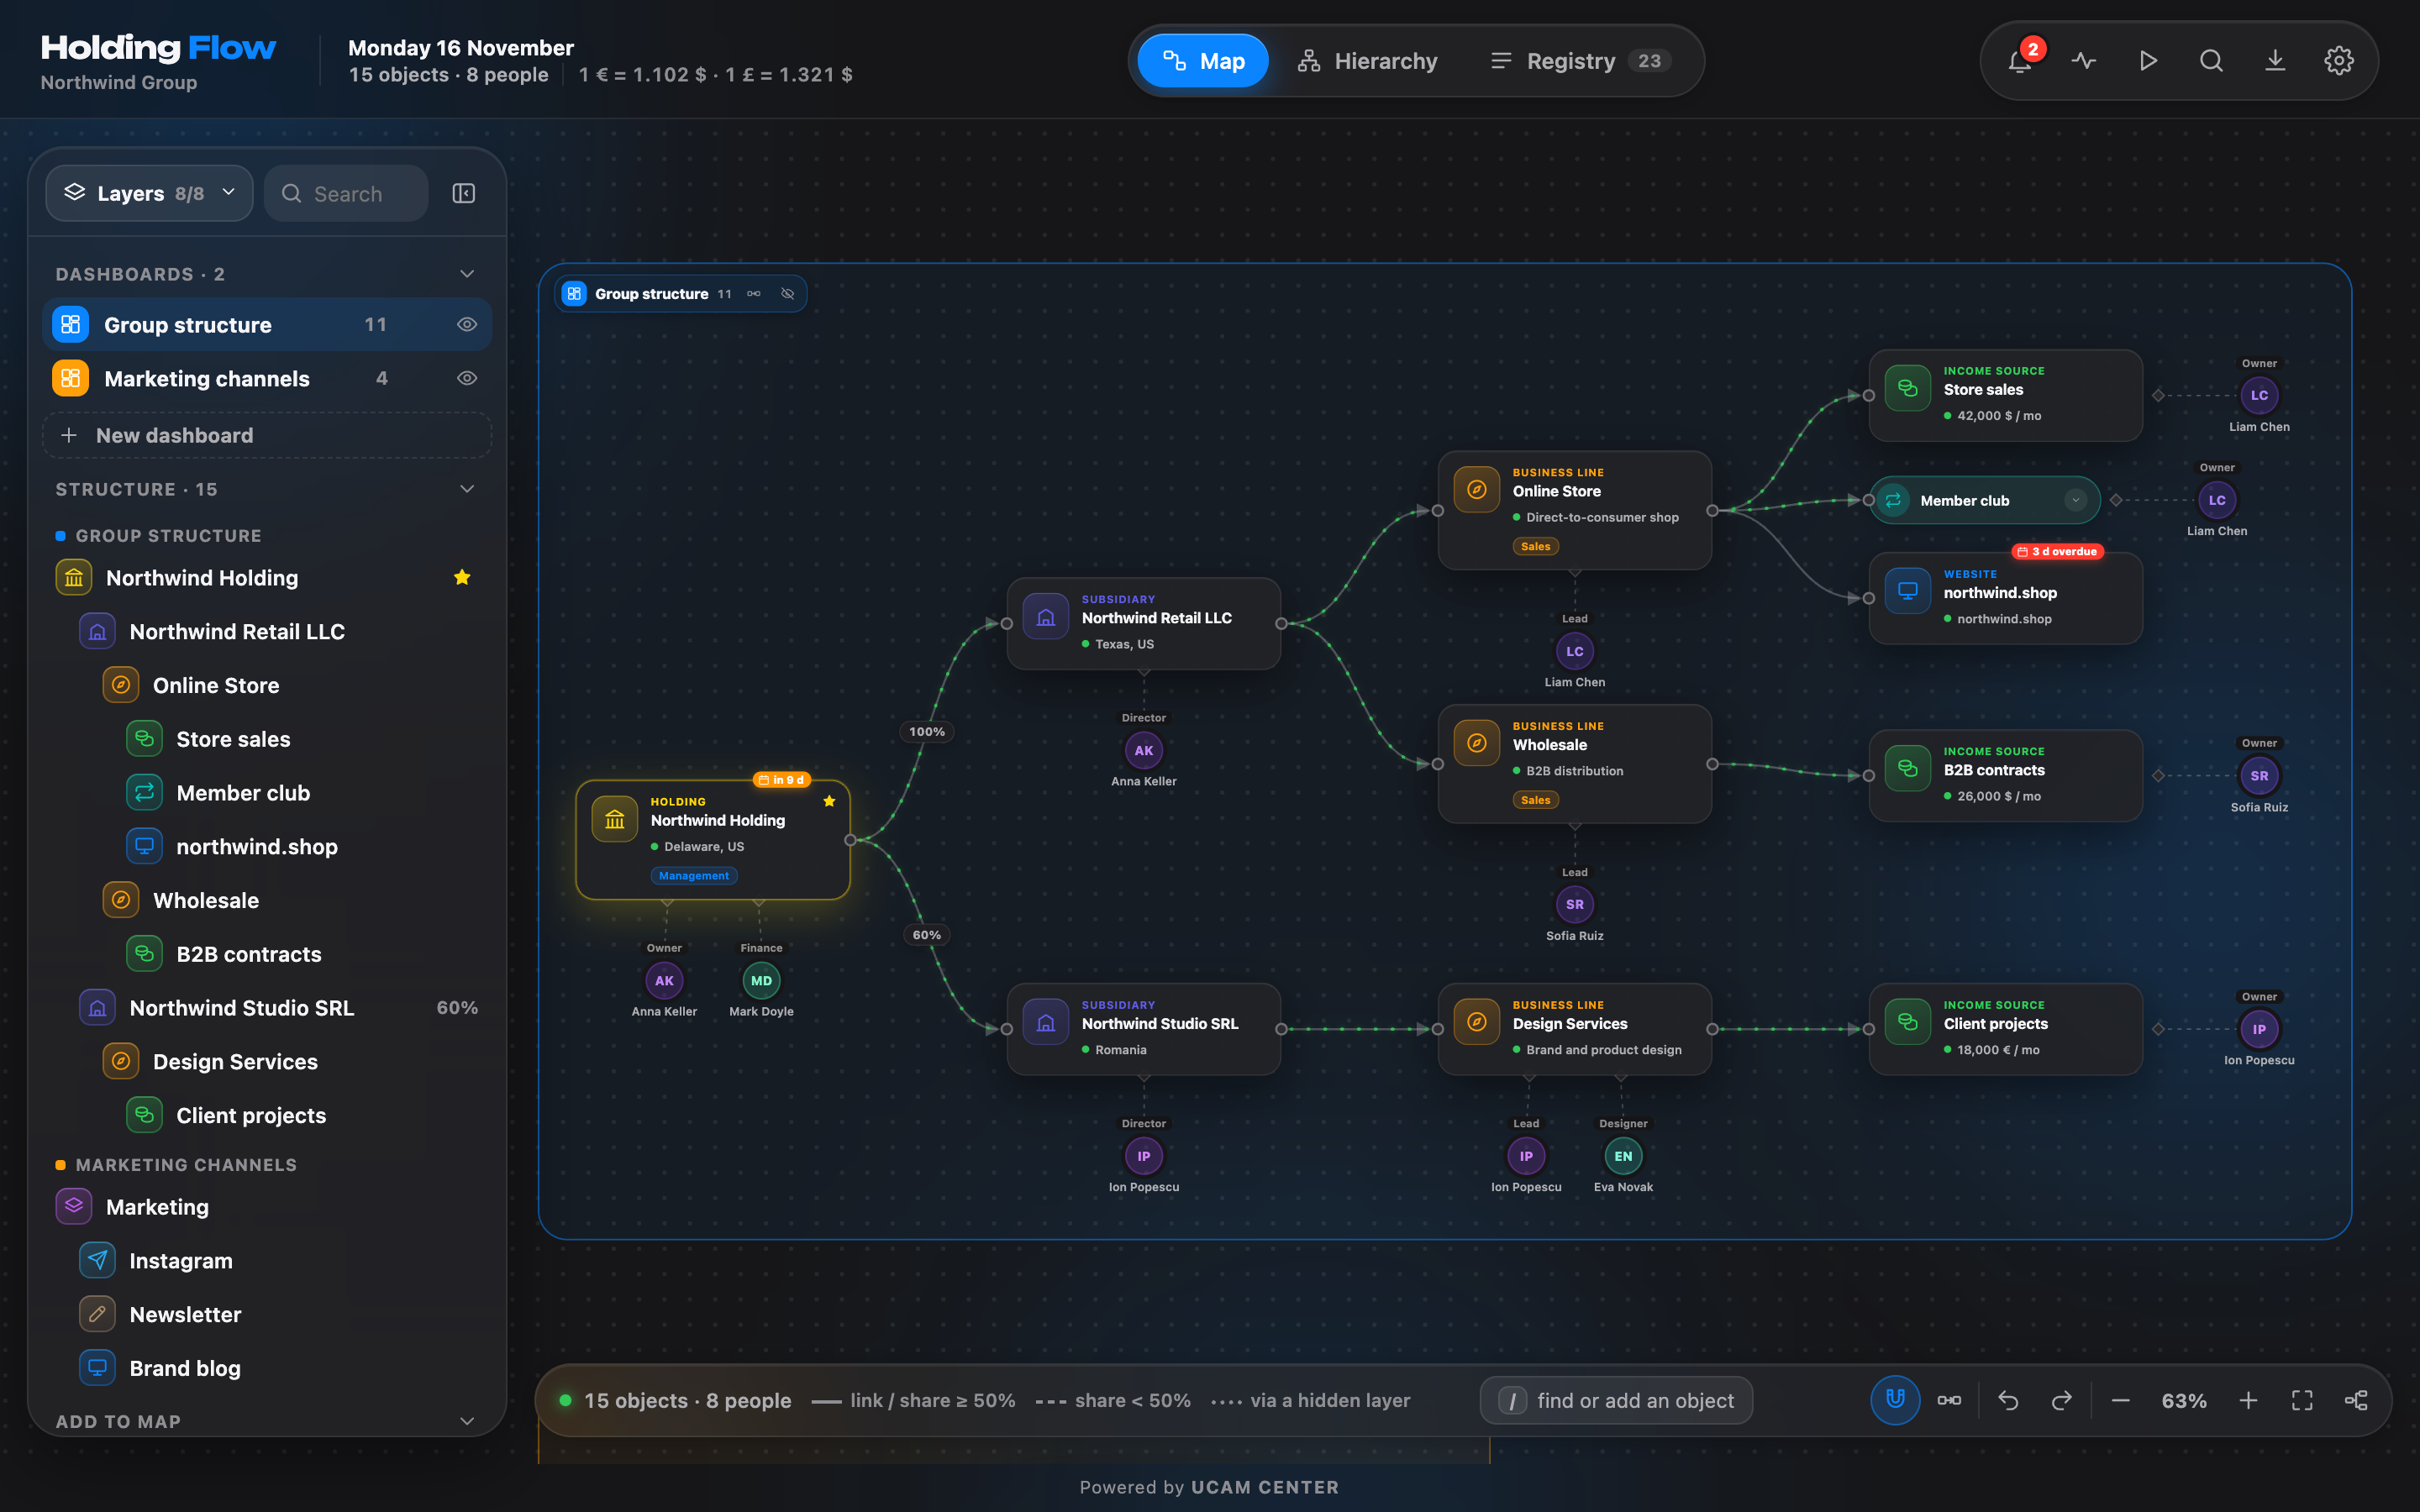 Holding Flow
Northwind Group
Monday 16 November
15 objects · 8 people
1 € = 1.102 $ · 1 £ = 1.321 $
Map
Hierarchy
Registry 23
2
Layers 8/8
Search
DASHBOARDS · 2
Group structure 11
Marketing channels 4
New dashboard
STRUCTURE · 15
GROUP STRUCTURE
Northwind Holding
Northwind Retail LLC
Online Store
Store sales
Member club
northwind.shop
Wholesale
B2B contracts
Northwind Studio SRL 60%
Design Services
Client projects
MARKETING CHANNELS
Marketing
Instagram
Newsletter
Brand blog
ADD TO MAP
Group structure 11
in 9 d
HOLDING
Northwind Holding
Delaware, US
Management
Owner
AK
Anna Keller
Finance
MD
Mark Doyle
100%
60%
SUBSIDIARY
Northwind Retail LLC
Texas, US
Director
AK
Anna Keller
SUBSIDIARY
Northwind Studio SRL
Romania
Director
IP
Ion Popescu
BUSINESS LINE
Online Store
Direct-to-consumer shop
Sales
Lead
LC
Liam Chen
BUSINESS LINE
Wholesale
B2B distribution
Sales
Lead
SR
Sofia Ruiz
BUSINESS LINE
Design Services
Brand and product design
Lead
IP
Ion Popescu
Designer
EN
Eva Novak
INCOME SOURCE
Store sales
42,000 $ / mo
Owner
LC
Liam Chen
Member club
Owner
LC
Liam Chen
3 d overdue
WEBSITE
northwind.shop
northwind.shop
INCOME SOURCE
B2B contracts
26,000 $ / mo
Owner
SR
Sofia Ruiz
INCOME SOURCE
Client projects
18,000 € / mo
Owner
IP
Ion Popescu
15 objects · 8 people
link / share ≥ 50%
share < 50%
via a hidden layer
/ find or add an object
63%
Powered by UCAM CENTER